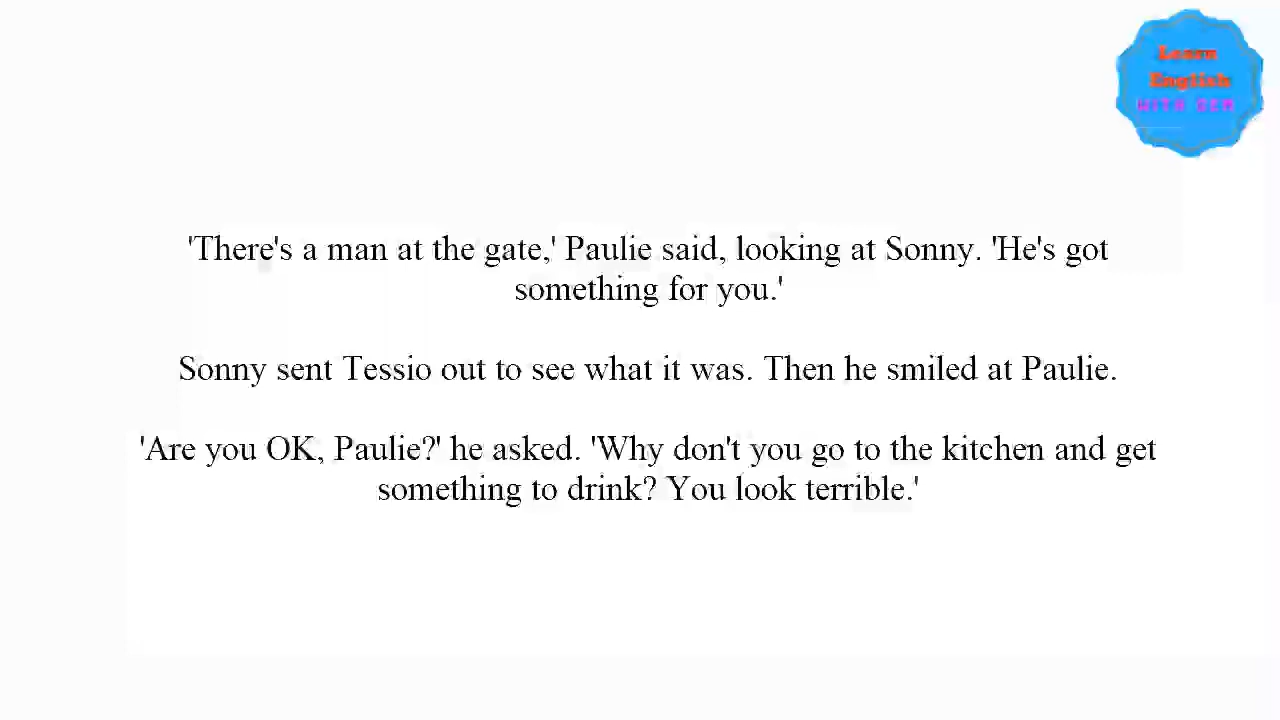 Learn
English
WITH SEM
'There's a man at the gate,' Paulie said, looking at Sonny. 'He's got
something for you.'
Sonny sent Tessio out to see what it was. Then he smiled at Paulie.
'Are you OK, Paulie?' he asked. 'Why don't you go to the kitchen and get
something to drink? You look terrible.'